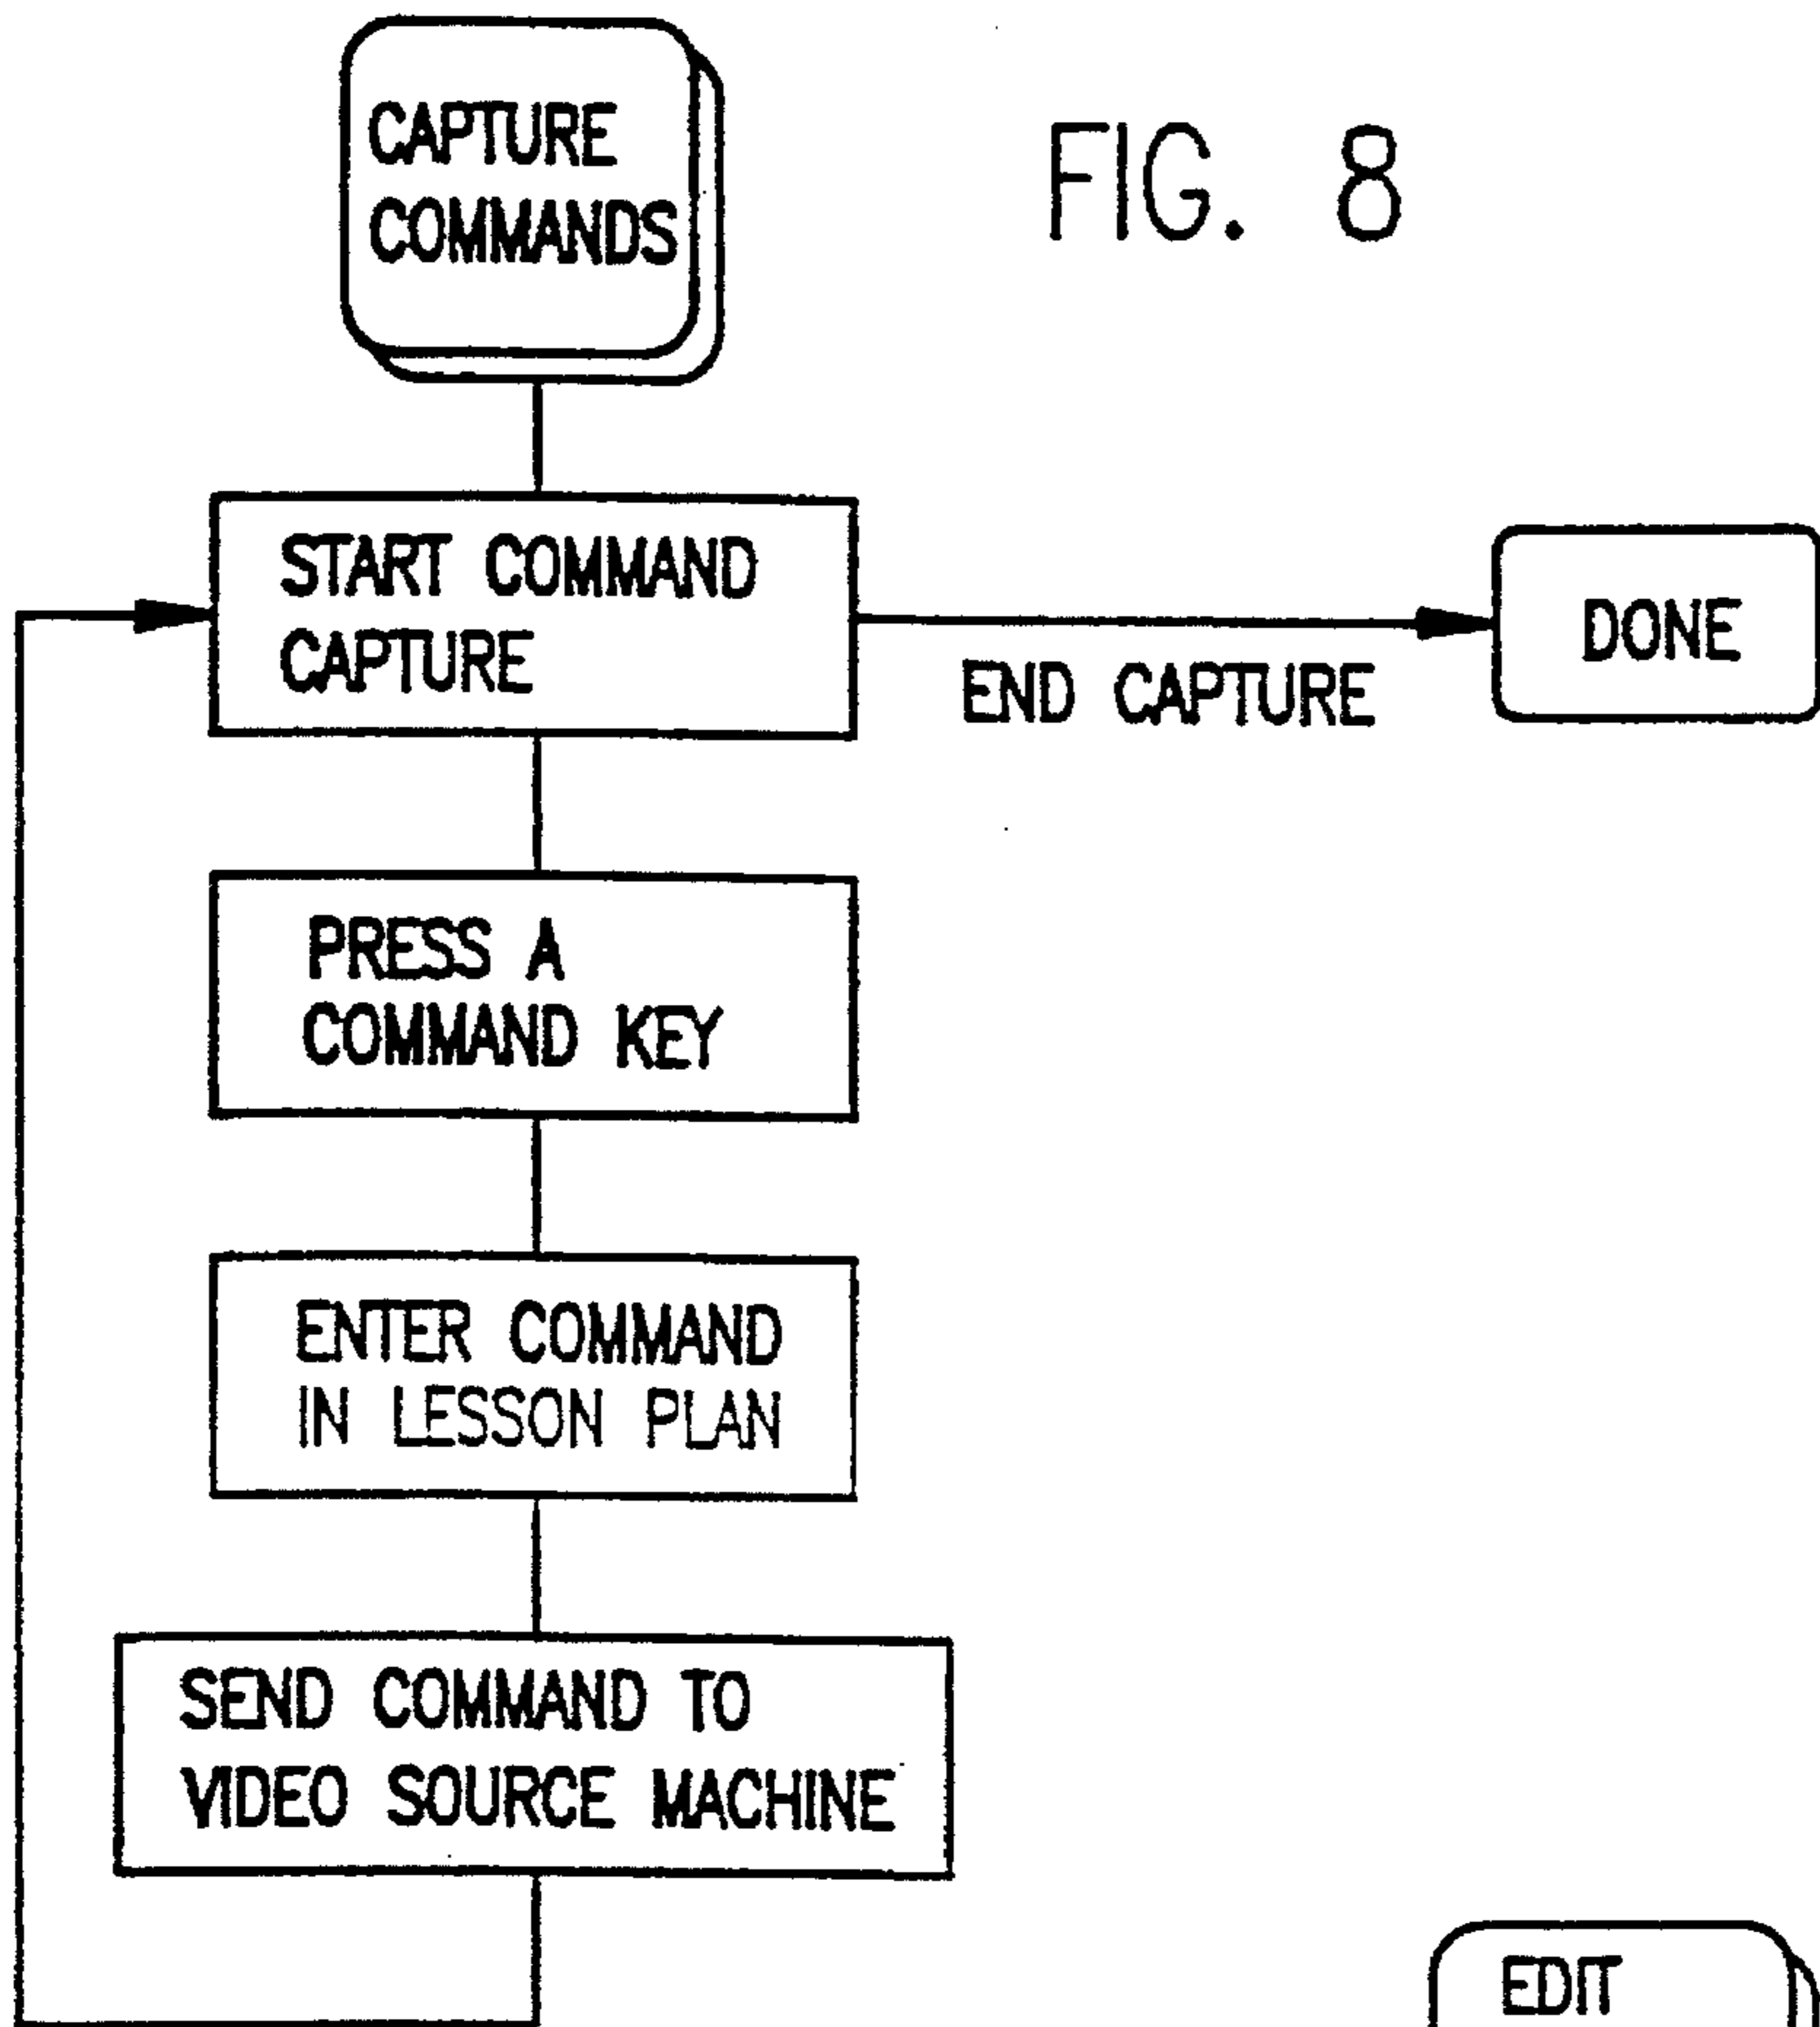 CAPTURE
COMMANDS
FIG. 8
START COMMAND
CAPTURE
END CAPTURE
DONE
PRESS A
COMMAND KEY
ENTER COMMAND
IN LESSON PLAN
SEND COMMAND TO
VIDEO SOURCE MACHINE
EDIT